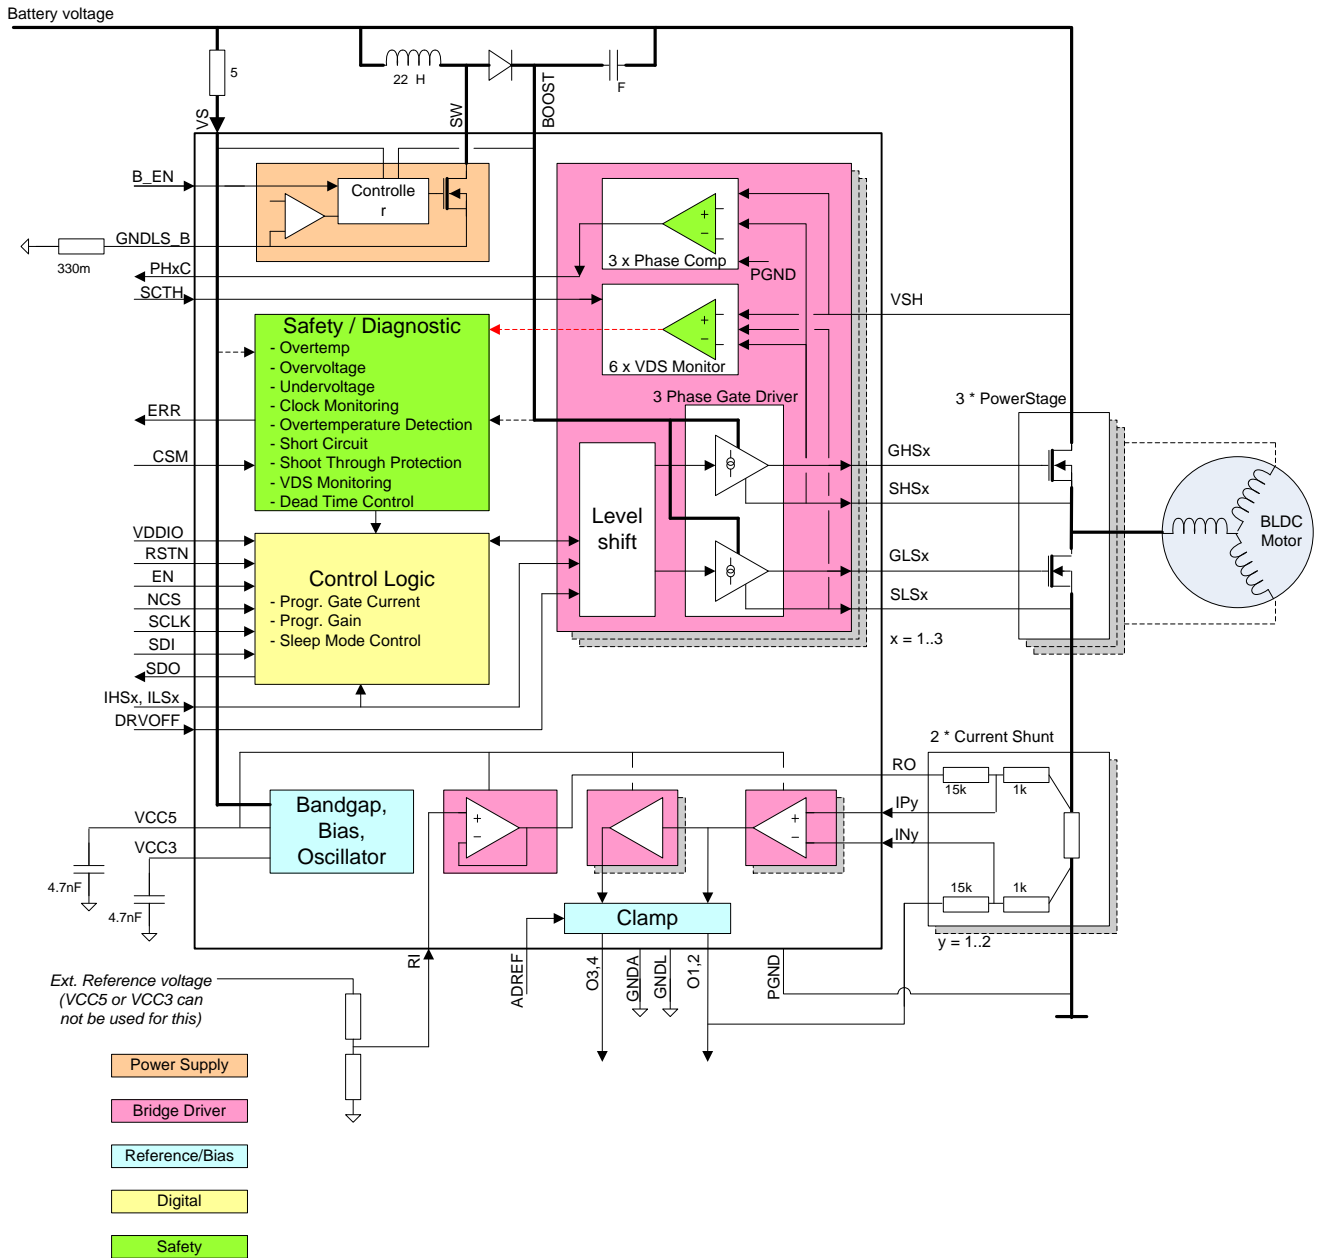 Battery voltage
5
22 H
F
VS
SW
BOOST
B_EN
Controlle
r
GNDLS_B
330m
PHxC
SCTH
3 x Phase Comp
PGND
VSH
+
−
Safety / Diagnostic
- Overtemp
- Overvoltage
- Undervoltage
- Clock Monitoring
- Overtemperature Detection
- Short Circuit
- Shoot Through Protection
- VDS Monitoring
- Dead Time Control
+
−
6 x VDS Monitor
3 Phase Gate Driver
3 * PowerStage
ERR
CSM
GHSx
SHSx
Level
shift
BLDC
Motor
GLSx
SLSx
x = 1..3
VDDIO
RSTN
EN
NCS
SCLK
SDI
SDO
Control Logic
- Progr. Gate Current
- Progr. Gain
- Sleep Mode Control
IHSx, ILSx
DRVOFF
2 * Current Shunt
RO
15k
1k
IPy
INy
15k
1k
y = 1..2
VCC5
VCC3
4.7nF
4.7nF
Bandgap,
Bias,
Oscillator
+
−
+
−
Clamp
RI
ADREF
O3,4
GNDA
GNDL
O1,2
PGND
Ext. Reference voltage
(VCC5 or VCC3 can
not be used for this)
Power Supply
Bridge Driver
Reference/Bias
Digital
Safety